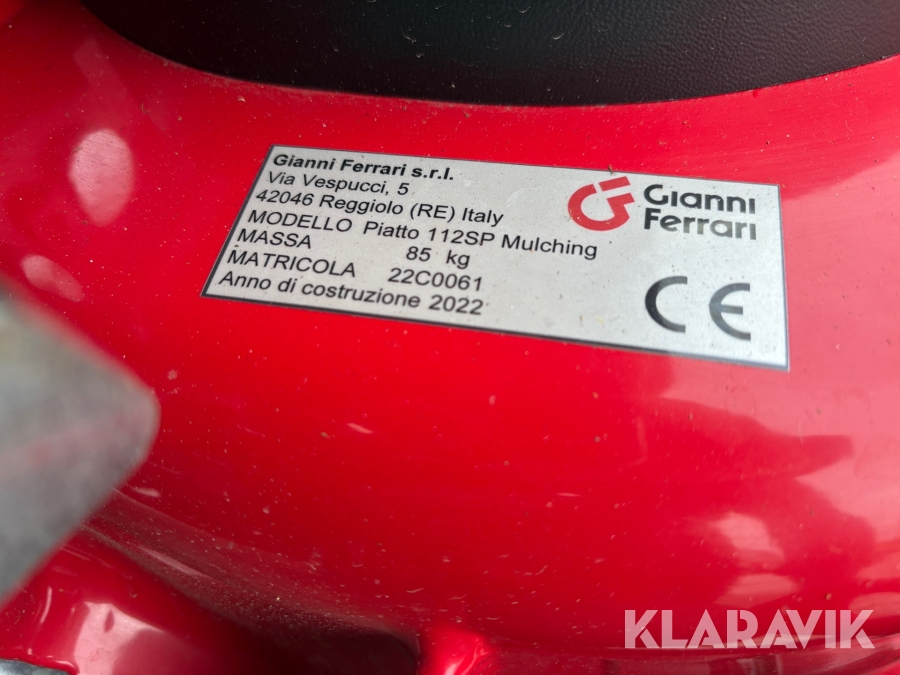 Gianni Ferrari s.r.l.
Via Vespucci, 5
42046 Reggiolo (RE) Italy
MODELLO Piatto 112SP Mulching
MASSA 85 kg
MATRICOLA 22C0061
Anno di costruzione 2022
Gianni
Ferrari
CE
KLARAVIK